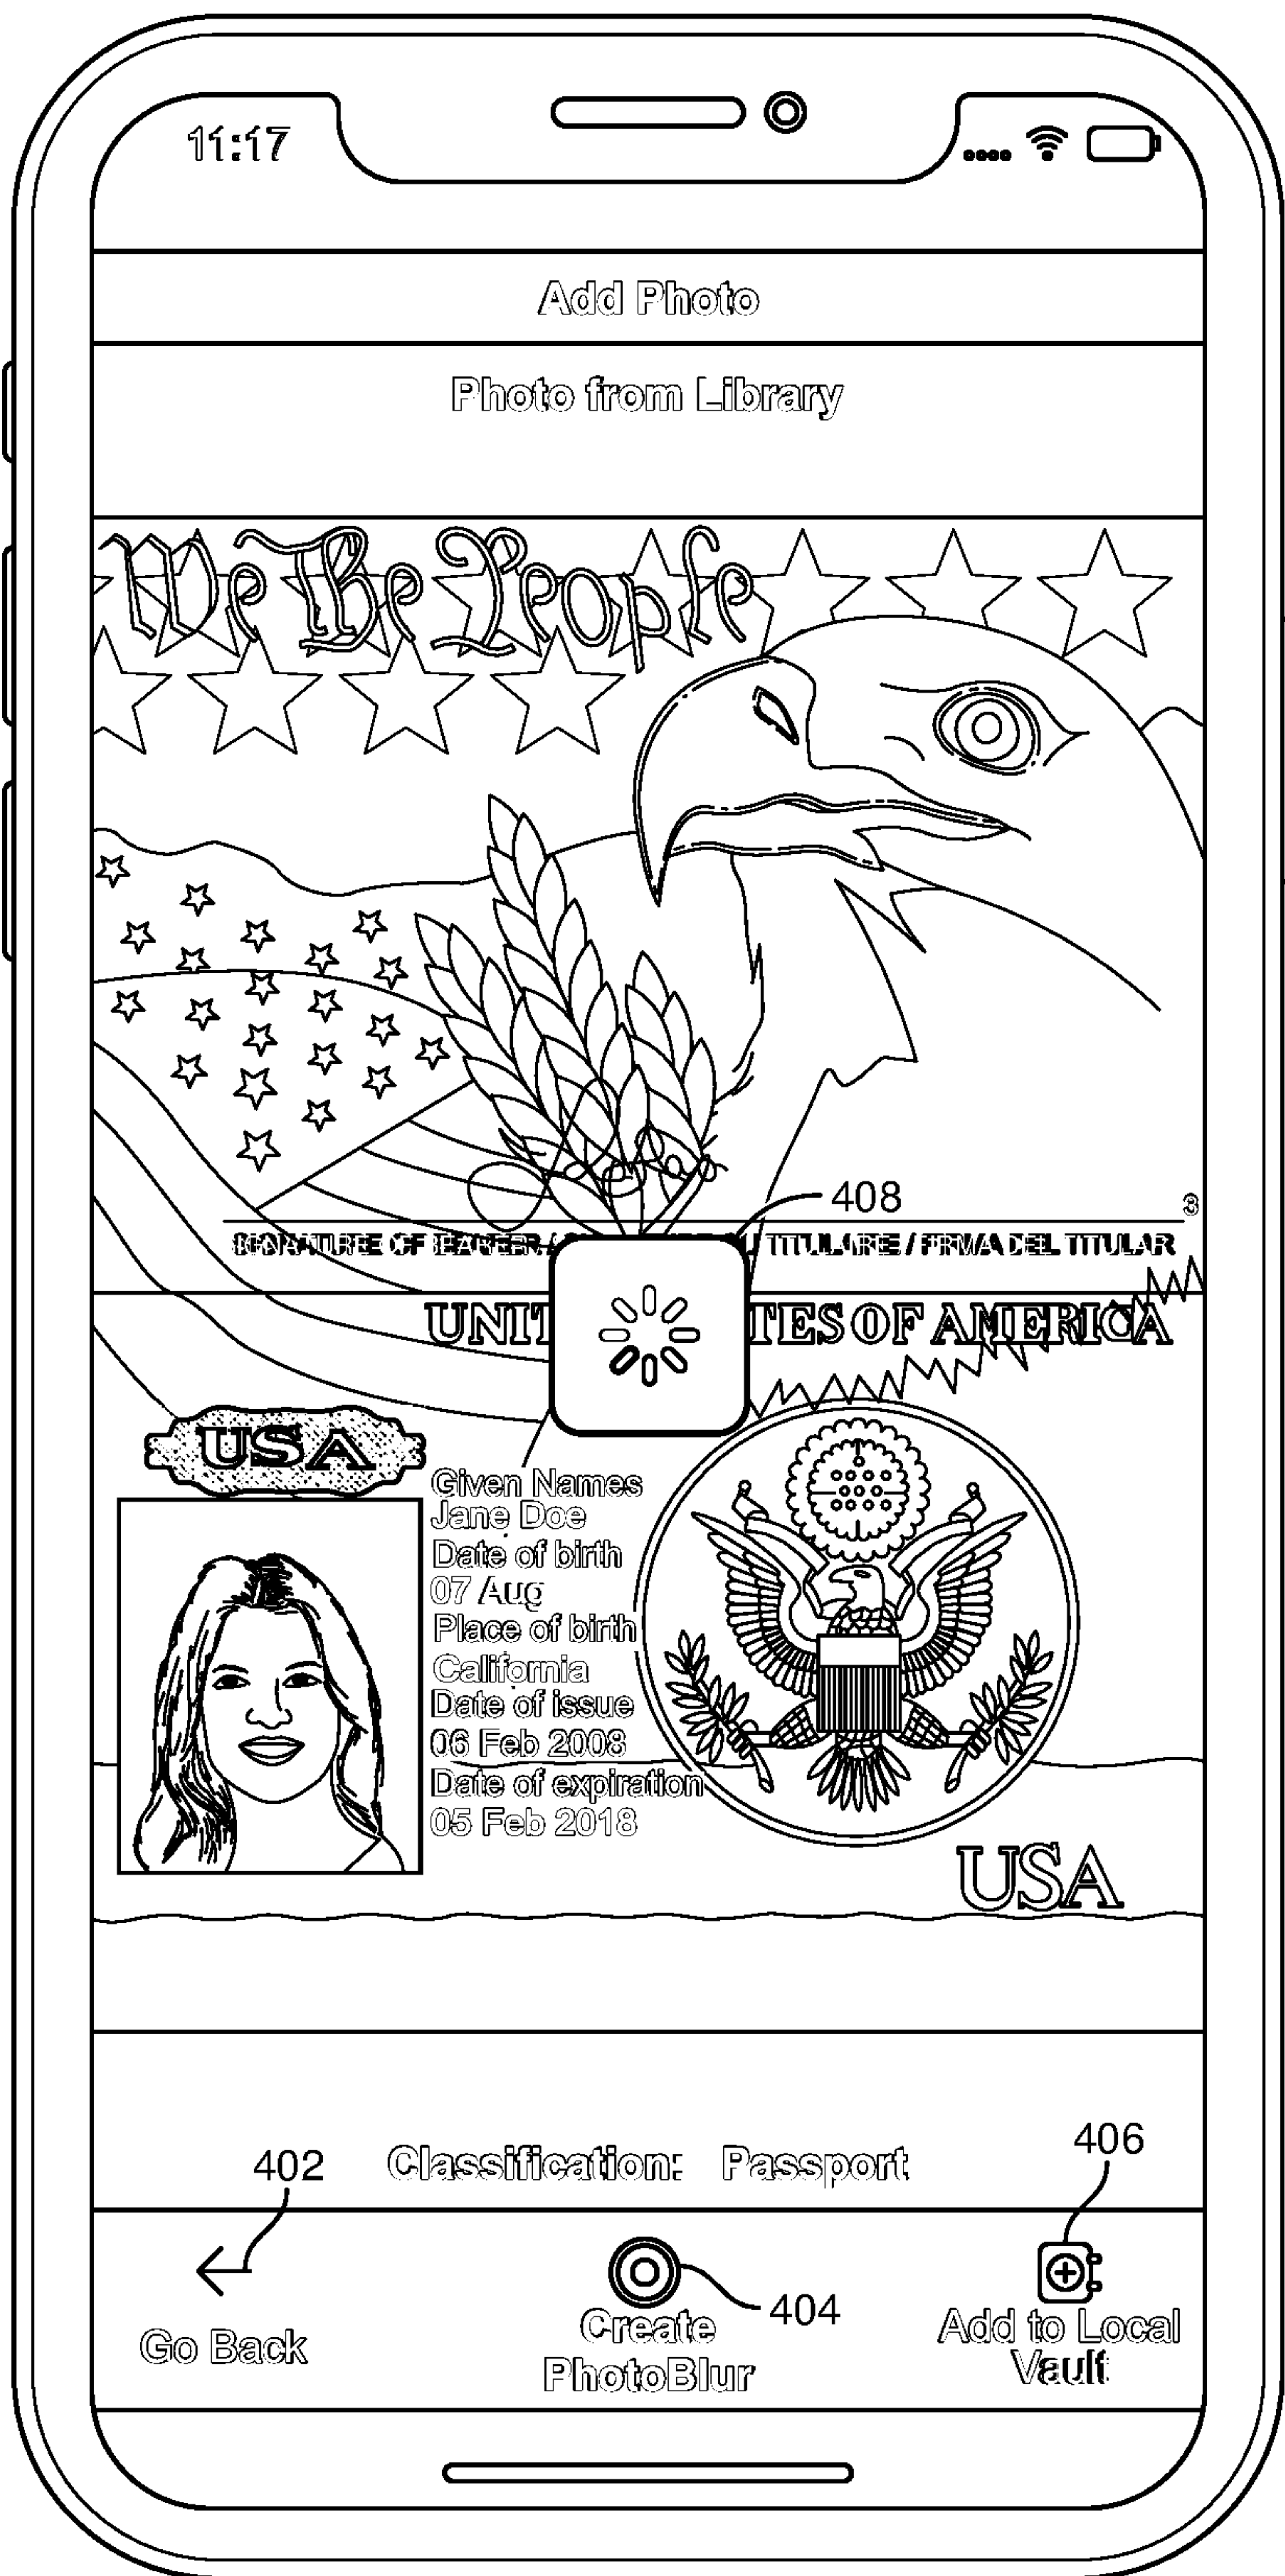 11:17
Add Photo
Photo from Library
We The People
408
3
SIGNATURE OF BEARER / TITULAIRE / FIRMA DEL TITULAR
UNIT TES OF AMERICA
USA
Given Names
Jane Doe
Date of birth
07 Aug
Place of birth
California
Date of issue
06 Feb 2008
Date of expiration
05 Feb 2018
USA
402
Classification: Passport
406
404
Go Back
Create
PhotoBlur
Add to Local
Vault